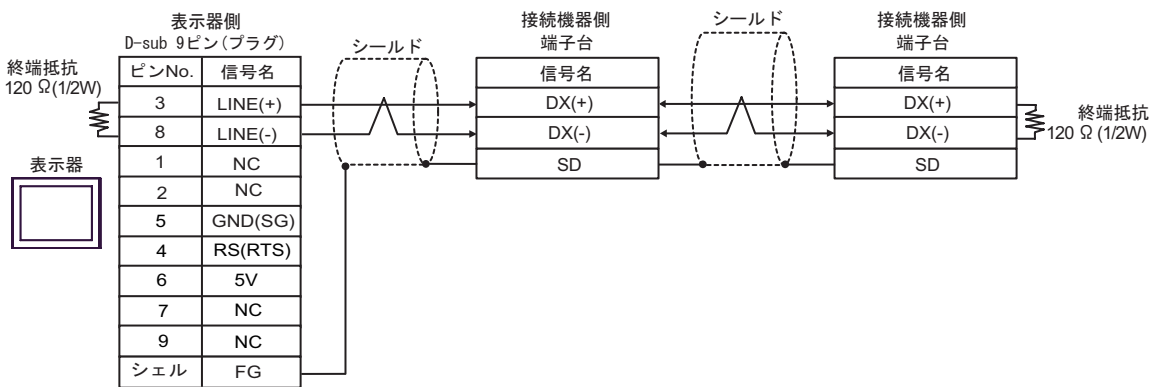 表示器側
D-sub 9ピン(プラグ)
シールド
接続機器側
端子台
シールド
接続機器側
端子台
終端抵抗
120 Ω(1/2W)
ピンNo. 信号名
3 LINE(+)
8 LINE(-)
1 NC
2 NC
5 GND(SG)
4 RS(RTS)
6 5V
7 NC
9 NC
シェル FG
表示器
信号名
DX(+)
DX(-)
SD
信号名
DX(+)
DX(-)
SD
終端抵抗
120 Ω (1/2W)